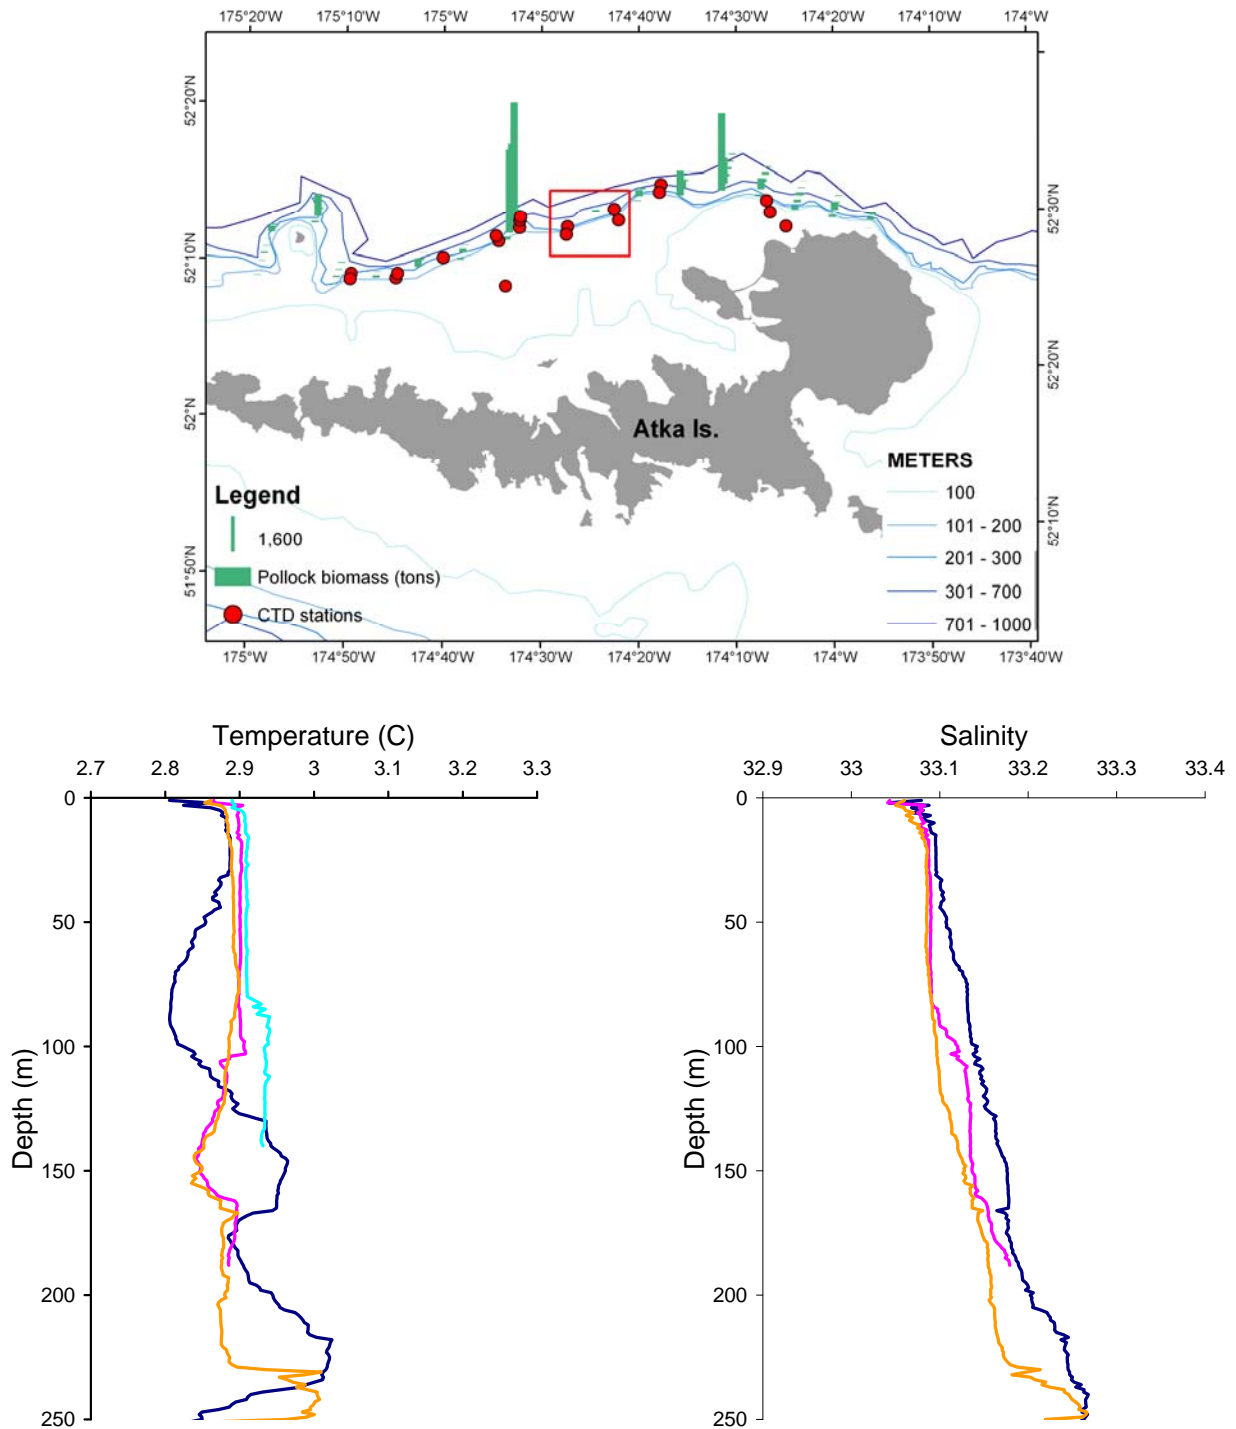 175°20'W 175°10'W 175°W 174°50'W 174°40'W 174°30'W 174°20'W 174°10'W 174°W
52°20'N
52°30'N
52°10'N
52°20'N
52°N
Atka Is.
METERS
100
101 - 200
201 - 300
301 - 700
701 - 1000
52°10'N
Legend
1,600
Pollock biomass (tons)
CTD stations
51°50'N
175°W 174°50'W 174°40'W 174°30'W 174°20'W 174°10'W 174°W 173°50'W 173°40'W
Temperature (C)
2.7 2.8 2.9 3 3.1 3.2 3.3
0
50
100
150
200
250
Depth (m)
Salinity
32.9 33 33.1 33.2 33.3 33.4
0
50
100
150
200
250
Depth (m)